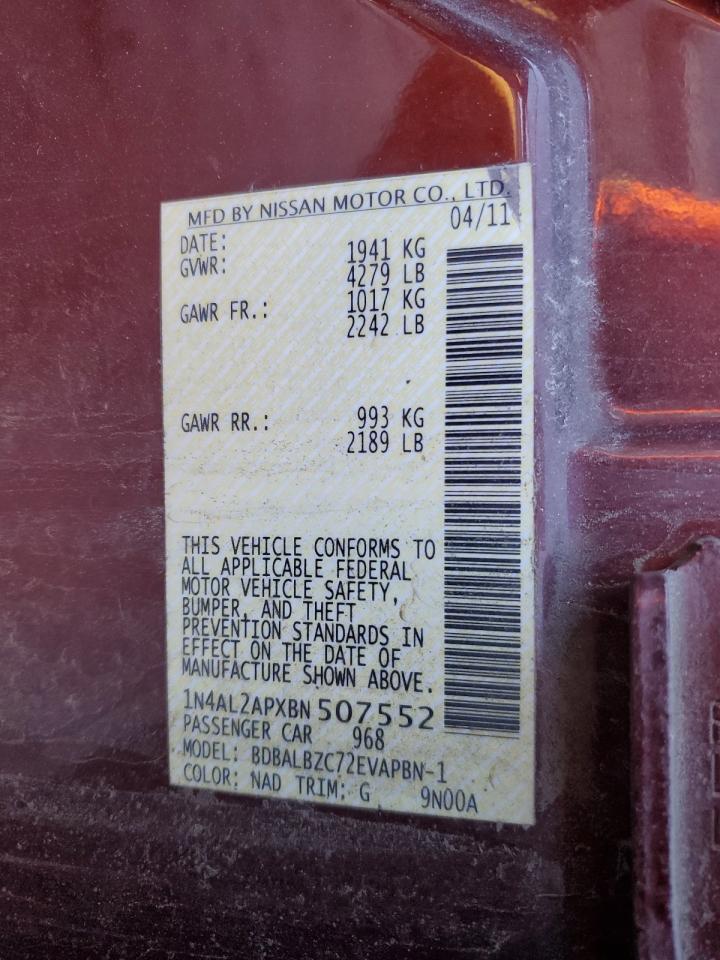 MFD BY NISSAN MOTOR CO., LTD.
DATE: 04/11
GVWR: 1941 KG
4279 LB
GAWR FR.: 1017 KG
2242 LB
GAWR RR.: 993 KG
2189 LB
THIS VEHICLE CONFORMS TO
ALL APPLICABLE FEDERAL
MOTOR VEHICLE SAFETY,
BUMPER, AND THEFT
PREVENTION STANDARDS IN
EFFECT ON THE DATE OF
MANUFACTURE SHOWN ABOVE.
1N4AL2APXBN 507552
PASSENGER CAR 968
MODEL: BDBALBZC72EVAPBN-1
COLOR: NAD TRIM: G 9N00A